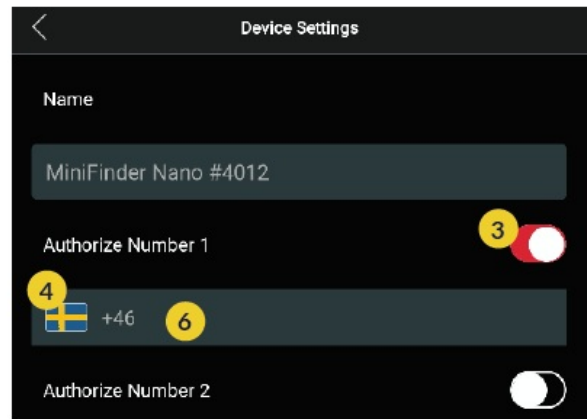 Device Settings
Name
MiniFinder Nano #4012
Authorize Number 1
3
4
+46
6
Authorize Number 2